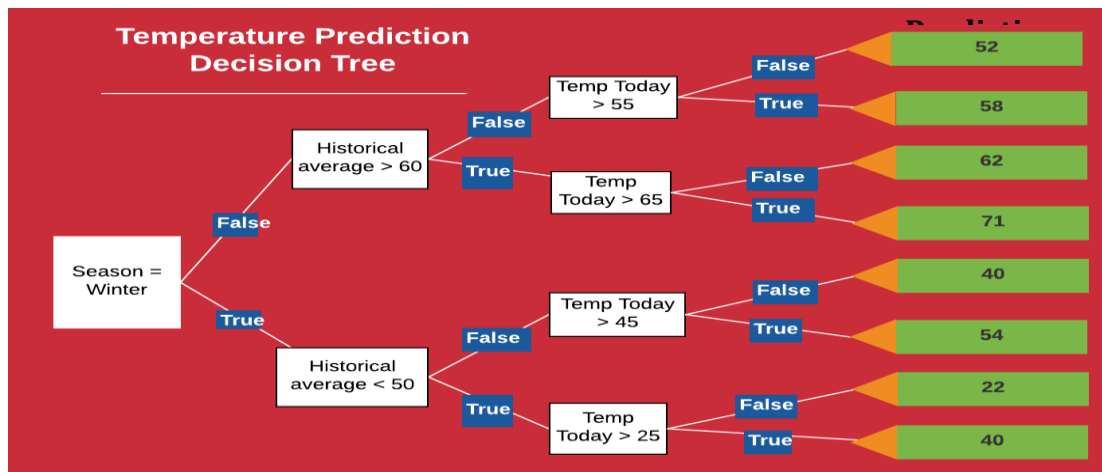 Temperature Prediction
Decision Tree
Season =
Winter
False
True
Historical
average > 60
Historical
average < 50
False
True
False
True
Temp Today
> 55
Temp
Today > 65
Temp Today
> 45
Temp
Today > 25
False
True
False
True
False
True
False
True
52
58
62
71
40
54
22
40